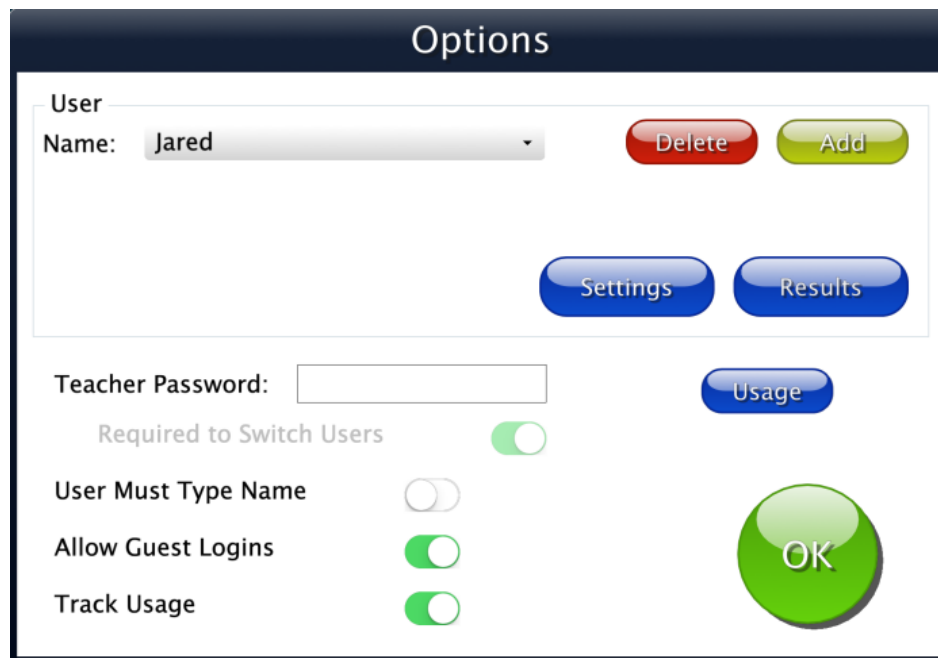 Options
User
Name: Jared Delete Add
Settings Results
Teacher Password: Usage
Required to Switch Users
User Must Type Name
Allow Guest Logins
OK
Track Usage